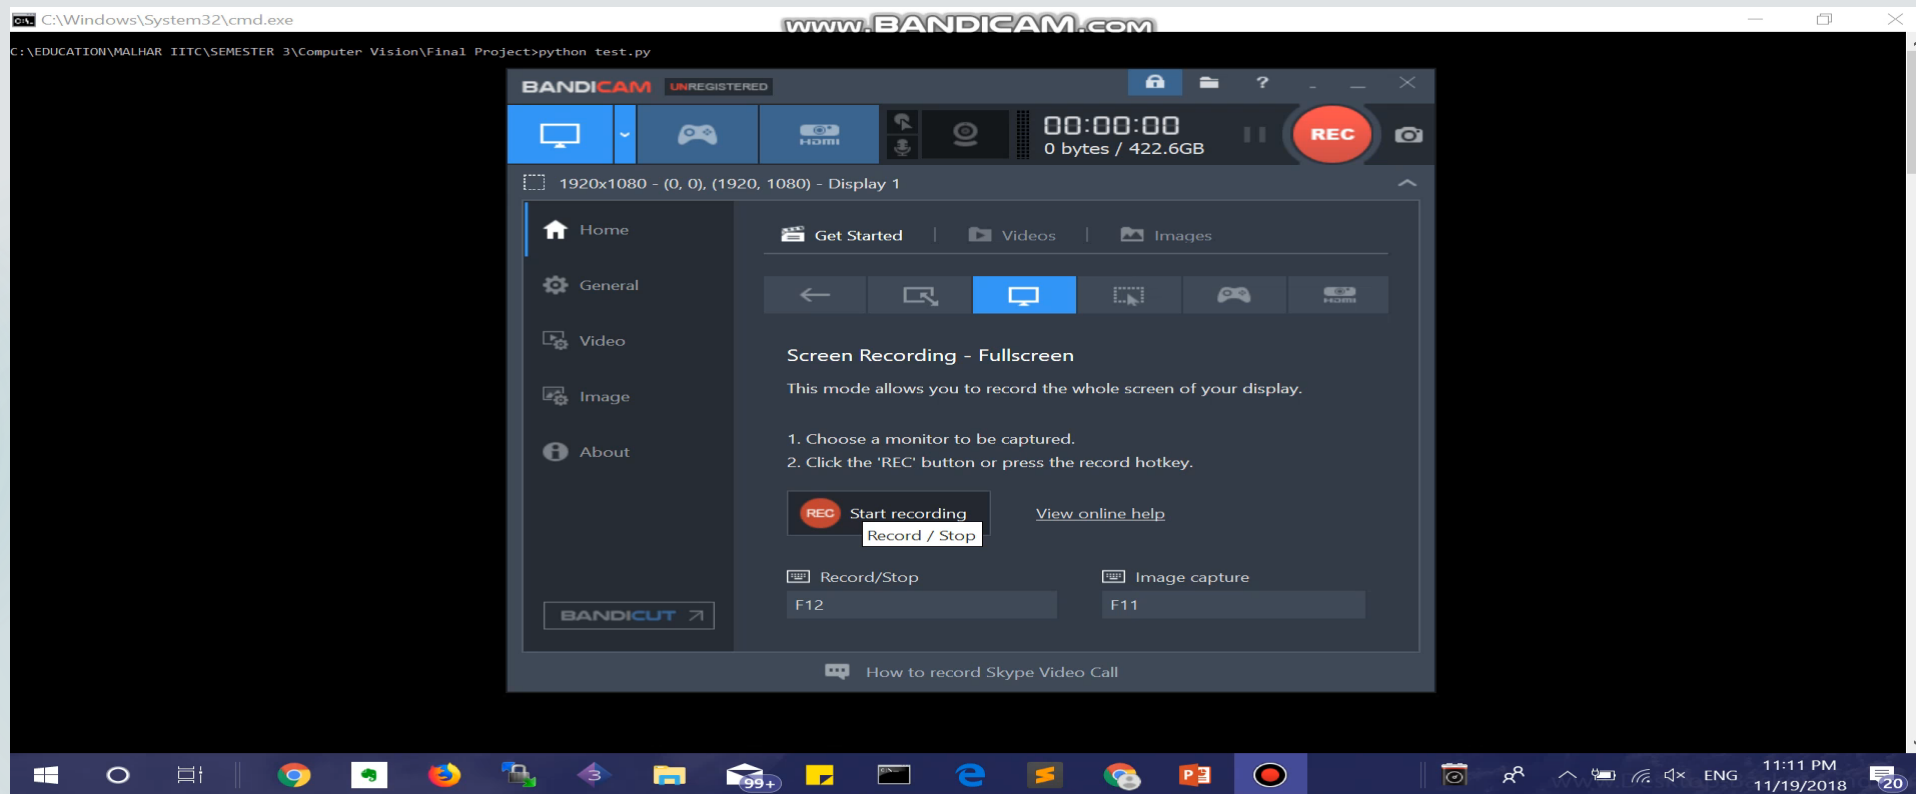 C:\Windows\System32\cmd.exe
www.BANDICAM.com
C:\EDUCATION\MALHAR IITC\SEMESTER 3\Computer Vision\Final Project>python test.py
BANDICAM UNREGISTERED
?
HDMI
00:00:00
REC
0 bytes / 422.6GB
1920x1080 - (0, 0), (1920, 1080) - Display 1
Home
Get Started
Videos
Images
General
HDMI
Video
Screen Recording - Fullscreen
This mode allows you to record the whole screen of your display.
Image
1. Choose a monitor to be captured.
About
2. Click the 'REC' button or press the record hotkey.
REC Start recording
View online help
Record / Stop
Record/Stop
Image capture
F12
F11
BANDICUT
How to record Skype Video Call
99+
3
S
P
ENG
11:11 PM
11/19/2018
20